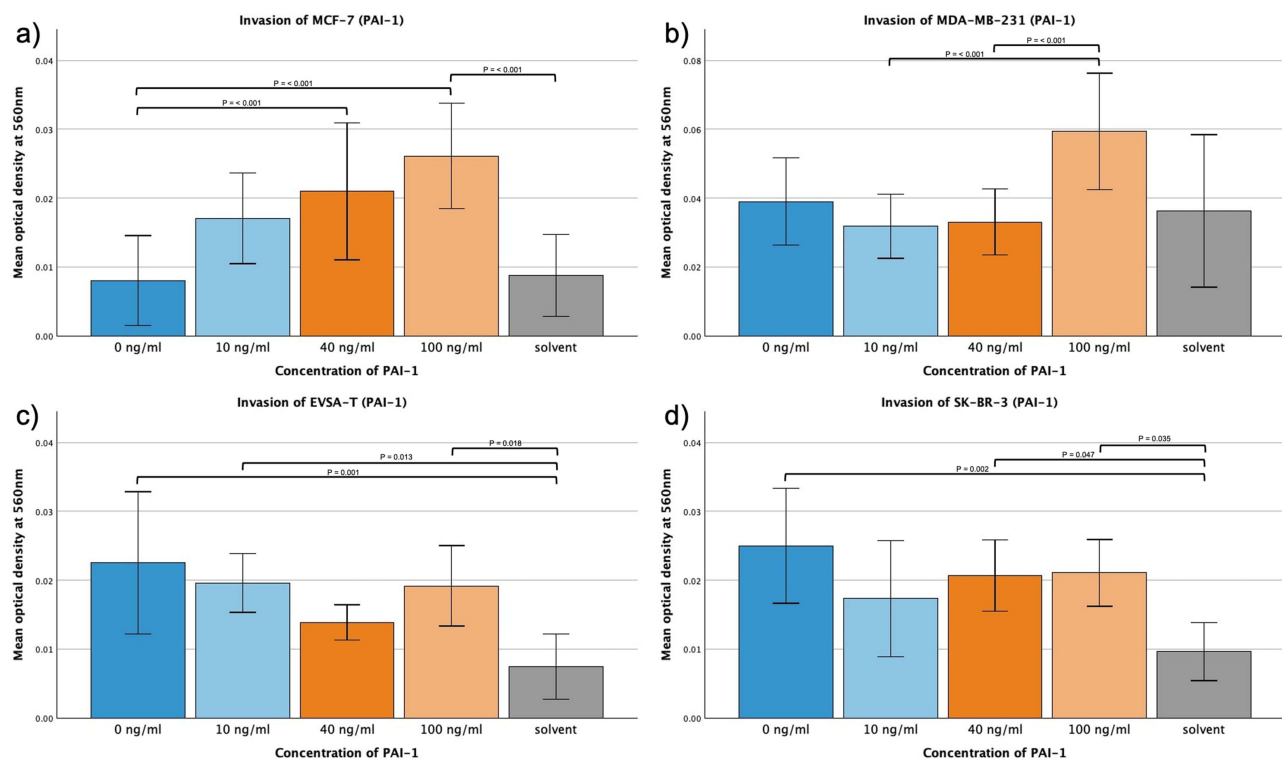 a)
Invasion of MCF-7 (PAI-1)
Mean optical density at 560nm
0.04
0.03
0.02
0.01
0.00
P = < 0.001
P = < 0.001
P = < 0.001
0 ng/ml
10 ng/ml
40 ng/ml
100 ng/ml
solvent
Concentration of PAI-1
b)
Invasion of MDA-MB-231 (PAI-1)
Mean optical density at 560nm
0.08
0.06
0.04
0.02
0.00
P = < 0.001
P = < 0.001
0 ng/ml
10 ng/ml
40 ng/ml
100 ng/ml
solvent
Concentration of PAI-1
c)
Invasion of EVSA-T (PAI-1)
Mean optical density at 560nm
0.04
0.03
0.02
0.01
0.00
P = 0.018
P = 0.013
P = 0.001
0 ng/ml
10 ng/ml
40 ng/ml
100 ng/ml
solvent
Concentration of PAI-1
d)
Invasion of SK-BR-3 (PAI-1)
Mean optical density at 560nm
0.04
0.03
0.02
0.01
0.00
P = 0.035
P = 0.047
P = 0.002
0 ng/ml
10 ng/ml
40 ng/ml
100 ng/ml
solvent
Concentration of PAI-1